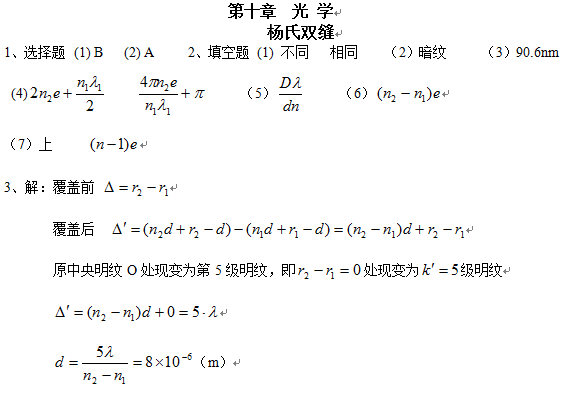 第十章 光 学↵
杨氏双缝↵
1、选择题 (1) B (2) A 2、填空题 (1) 不同 相同 （2）暗纹 （3）90.6nm
(4) 2n₂e + n₁λ₁/2 4πn₂e/n₁λ₁ + π （5）Dλ/dn （6）(n₂ − n₁)e↵
（7）上 (n − 1)e↵
3、解：覆盖前 Δ = r₂ − r₁↵
覆盖后 Δ′ = (n₂d + r₂ − d) − (n₁d + r₁ − d) = (n₂ − n₁)d + r₂ − r₁↵
原中央明纹 O 处现变为第 5 级明纹，即 r₂ − r₁ = 0 处现变为 k′ = 5 级明纹↵
Δ′ = (n₂ − n₁)d + 0 = 5 · λ↵
d = 5λ/(n₂ − n₁) = 8×10⁻⁶（m）↵